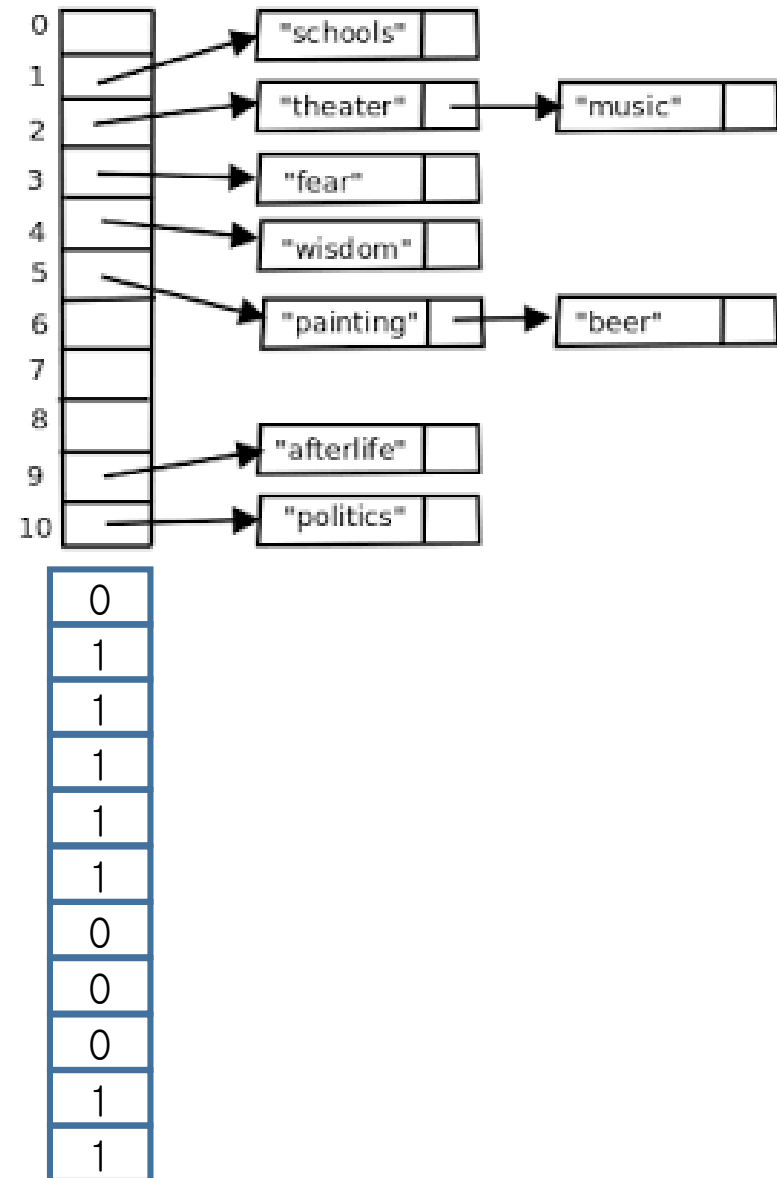 0
"schools"
1
2 "theater" "music"
3 "fear"
4 "wisdom"
5
6 "painting" "beer"
7
8
9 "afterlife"
10 "politics"
0
1
1
1
1
1
0
0
0
1
1